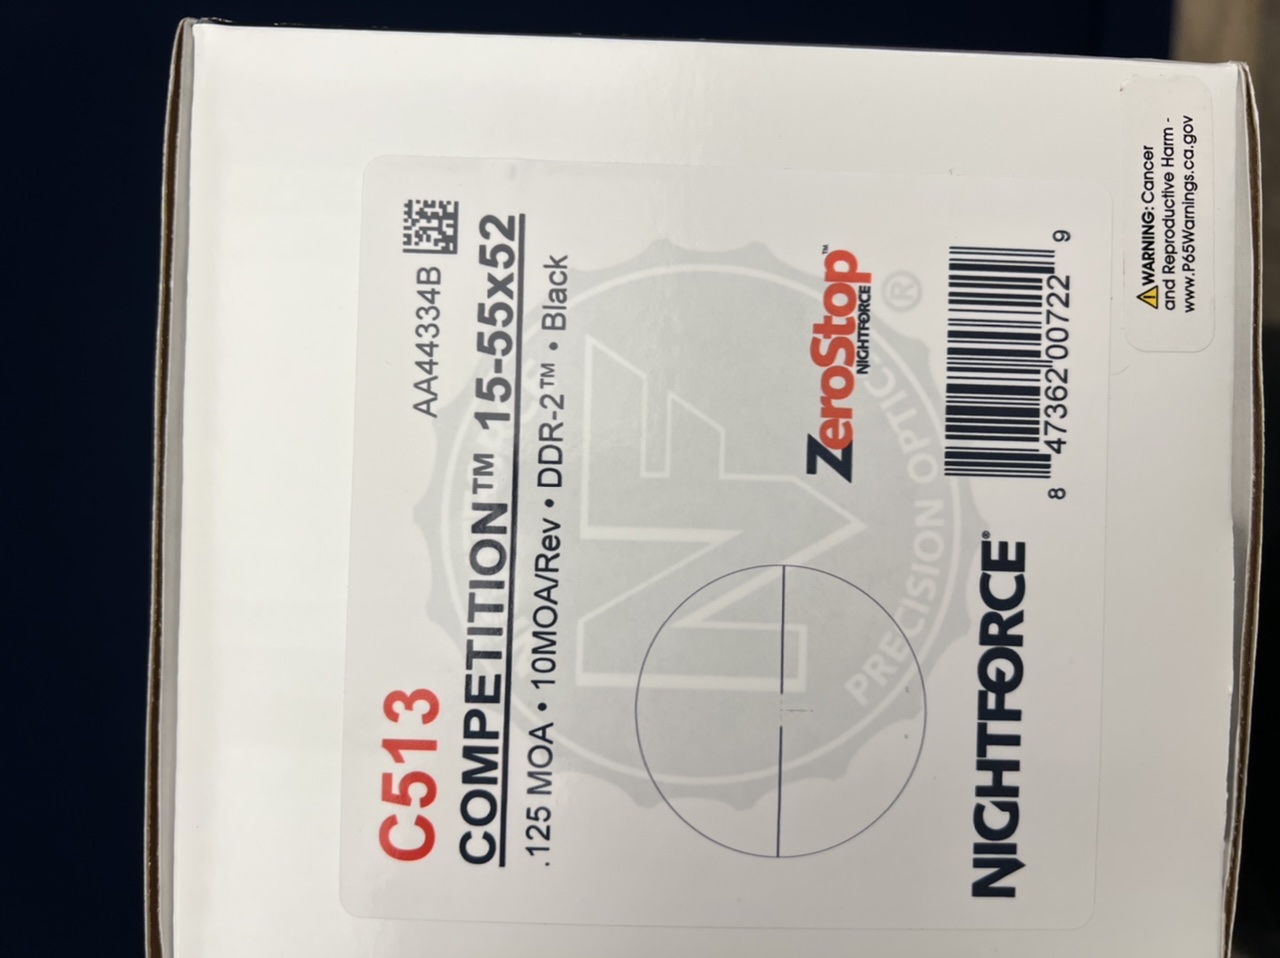 C513
AA44334B
COMPETITION™ 15-55x52
.125 MOA • 10MOA/Rev • DDR-2™ • Black
ZeroStop™
NIGHTFORCE
PRECISION OPTICS
NF
®
NIGHTFORCE®
8 47362 00722 9
⚠WARNING: Cancer
and Reproductive Harm -
www.P65Warnings.ca.gov